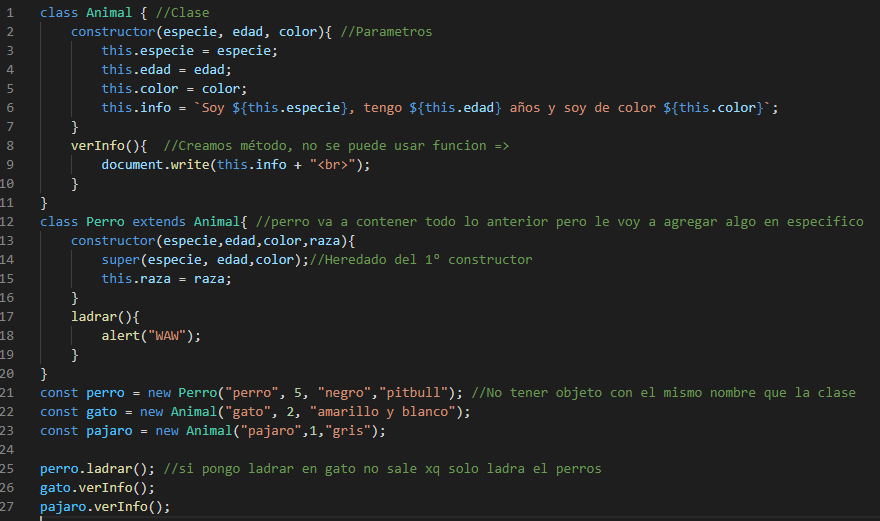 1 class Animal { //Clase
2 constructor(especie, edad, color){ //Parametros
3 this.especie = especie;
4 this.edad = edad;
5 this.color = color;
6 this.info = `Soy ${this.especie}, tengo ${this.edad} años y soy de color ${this.color}`;
7 }
8 verInfo(){  //Creamos método, no se puede usar funcion =>
9 document.write(this.info + "<br>");
10 }
11 }
12 class Perro extends Animal{ //perro va a contener todo lo anterior pero le voy a agregar algo en especifico
13 constructor(especie,edad,color,raza){
14 super(especie, edad,color);//Heredado del 1º constructor
15 this.raza = raza;
16 }
17 ladrar(){
18 alert("WAW");
19 }
20 }
21 const perro = new Perro("perro", 5, "negro","pitbull"); //No tener objeto con el mismo nombre que la clase
22 const gato = new Animal("gato", 2, "amarillo y blanco");
23 const pajaro = new Animal("pajaro",1,"gris");
24
25 perro.ladrar(); //si pongo ladrar en gato no sale xq solo ladra el perros
26 gato.verInfo();
27 pajaro.verInfo();